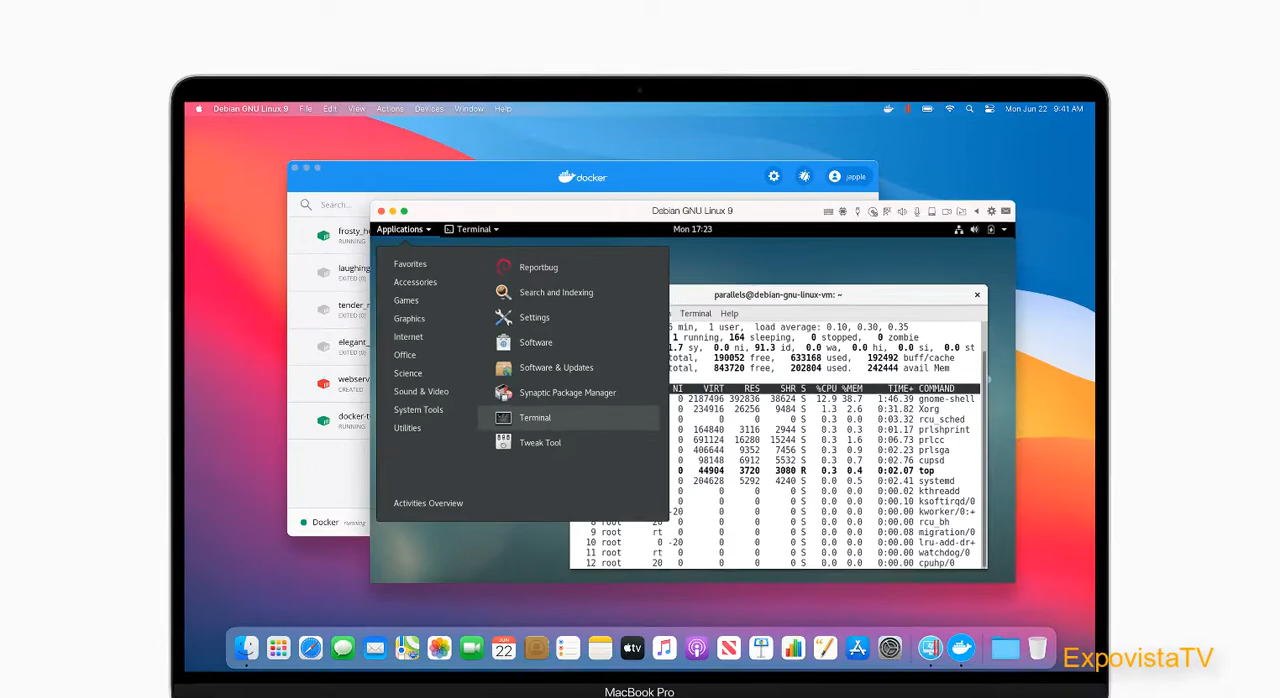 Debian GNU Linux 9 File Edit View Actions Devices Window Help Mon Jun 22 9:41 AM
docker japple
Search...
frosty_h
RUNNING
laughing
EXITED (0)
tender_r
EXITED (0)
elegant_
EXITED (0)
webserv
CREATED
docker-t
RUNNING
Docker running
Debian GNU Linux 9
Applications Terminal Mon 17:23
Favorites
Accessories
Games
Graphics
Internet
Office
Science
Sound & Video
System Tools
Utilities
Activities Overview
Reportbug
Search and Indexing
Settings
Software
Software & Updates
Synaptic Package Manager
Terminal
Tweak Tool
parallels@debian-gnu-linux-vm: ~
Terminal Help
min, 1 user, load average: 0.10, 0.30, 0.35
running, 164 sleeping, 0 stopped, 0 zombie
1.7 sy, 0.0 ni, 91.3 id, 0.0 wa, 0.0 hi, 0.0 si, 0.0 st
total, 190052 free, 633168 used, 192492 buff/cache
total, 843720 free, 202804 used. 242444 avail Mem
NI VIRT RES SHR S %CPU %MEM TIME+ COMMAND
0 2187496 392836 38624 S 12.9 38.7 1:46.39 gnome-shell
0 234916 26256 9484 S 1.3 2.6 0:31.82 Xorg
0 0 0 0 S 0.3 0.0 0:03.32 rcu_sched
0 164840 3116 2944 S 0.3 0.3 0:01.17 prlshprint
0 691124 16280 15244 S 0.3 1.6 0:06.73 prlcc
0 406644 9352 7456 S 0.3 0.9 0:02.23 prlsga
0 98148 6912 5532 S 0.3 0.7 0:02.76 cupsd
0 44904 3720 3080 R 0.3 0.4 0:02.07 top
0 204628 5292 4240 S 0.0 0.5 0:02.41 systemd
0 0 0 0 S 0.0 0.0 0:00.02 kthreadd
0 0 0 0 S 0.0 0.0 0:00.10 ksoftirqd/0
-20 0 0 0 S 0.0 0.0 0:00.00 kworker/0:+
8 root 20 0 0 0 0 S 0.0 0.0 0:00.00 rcu_bh
9 root rt 0 0 0 0 S 0.0 0.0 0:00.08 migration/0
10 root 0 -20 0 0 0 S 0.0 0.0 0:00.00 lru-add-dr+
11 root rt 0 0 0 0 S 0.0 0.0 0:00.00 watchdog/0
12 root 20 0 0 0 0 S 0.0 0.0 0:00.00 cpuhp/0
JUN
22
tv
ExpovistaTV
MacBook Pro